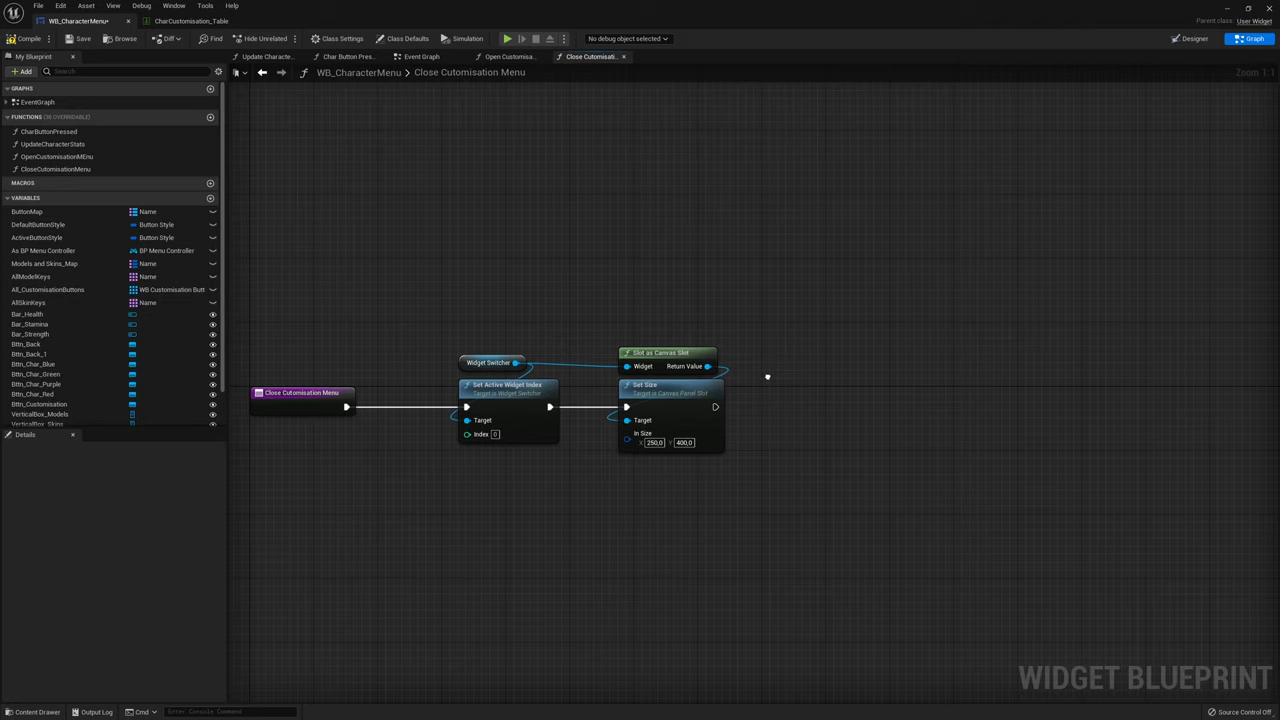 File Edit Asset View Debug Window Tools Help
WB_CharacterMenu• CharCustomisation_Table Parent class: User Widget
Compile Save Browse Diff Find Hide Unrelated Class Settings Class Defaults Simulation No debug object selected Designer Graph
My Blueprint Update Characte... Char Button Pres... Event Graph Open Customisa... Close Cutomisati...
Add Search WB_CharacterMenu Close Cutomisation Menu Zoom 1:1
GRAPHS
EventGraph
FUNCTIONS (38 OVERRIDABLE)
CharButtonPressed
UpdateCharacterStats
OpenCustomisationMEnu
CloseCutomisationMenu
MACROS
VARIABLES
ButtonMap Name
DefaultButtonStyle Button Style
ActiveButtonStyle Button Style
As BP Menu Controller BP Menu Controller
Models and Skins_Map Name
AllModelKeys Name
All_CustomisationButtons WB Customisation Butt
AllSkinKeys Name
Bar_Health
Bar_Stamina
Bar_Strength
Bttn_Back
Bttn_Back_1
Bttn_Char_Blue
Bttn_Char_Green
Bttn_Char_Purple
Bttn_Char_Red
Bttn_Customisation
VerticalBox_Models
VerticalBox_Skins
Details
Close Cutomisation Menu
Widget Switcher
Set Active Widget Index
Target is Widget Switcher
Target
Index 0
Slot as Canvas Slot
Widget Return Value
Set Size
Target is Canvas Panel Slot
Target
In Size
X 250,0 Y 400,0
WIDGET BLUEPRINT
Content Drawer Output Log Cmd Enter Console Command Source Control Off